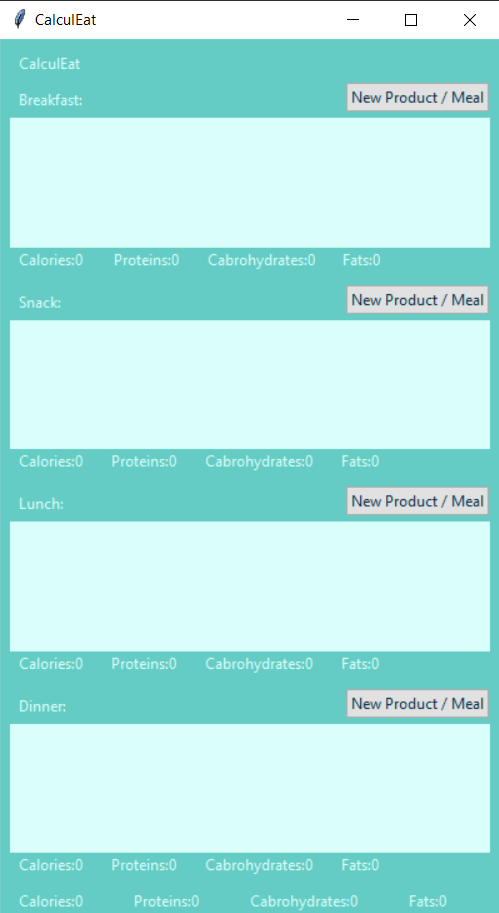 CalculEat
CalculEat
Breakfast: New Product / Meal
Calories:0 Proteins:0 Cabrohydrates:0 Fats:0
Snack: New Product / Meal
Calories:0 Proteins:0 Cabrohydrates:0 Fats:0
Lunch: New Product / Meal
Calories:0 Proteins:0 Cabrohydrates:0 Fats:0
Dinner: New Product / Meal
Calories:0 Proteins:0 Cabrohydrates:0 Fats:0
Calories:0 Proteins:0 Cabrohydrates:0 Fats:0